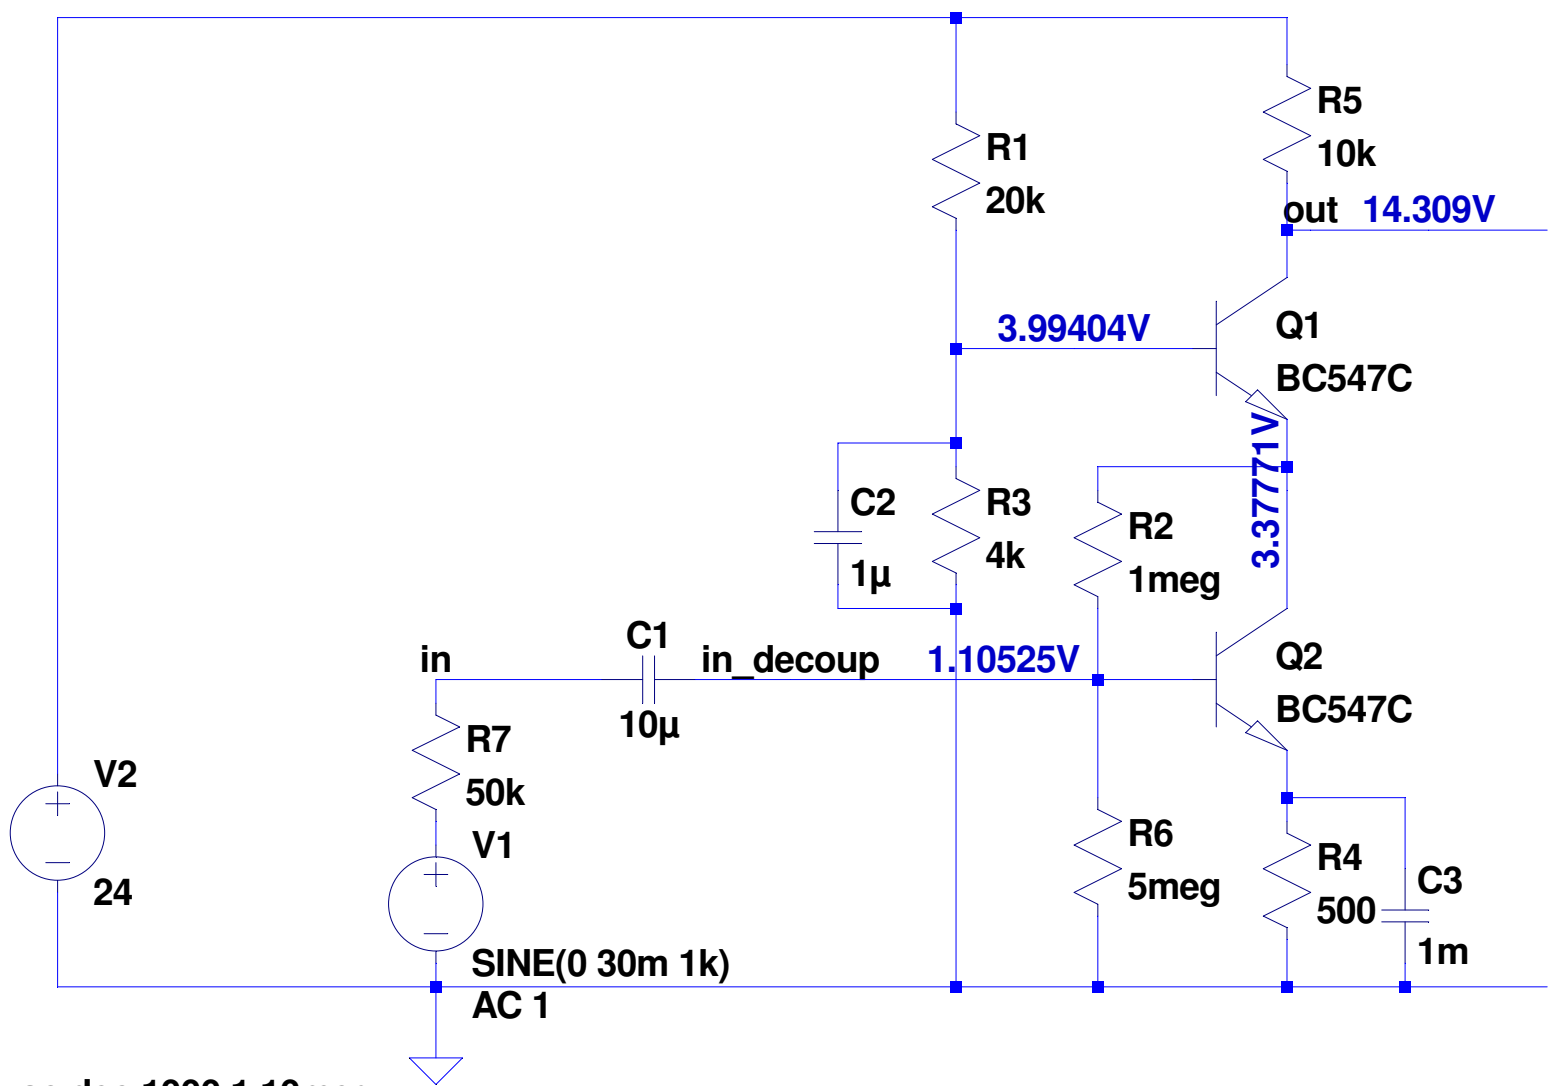 R5
10k
R1
20k
out 14.309V
3.99404V
Q1
BC547C
3.37771V
C2
1µ
R3
4k
R2
1meg
in
C1
10µ
in_decoup
1.10525V
Q2
BC547C
R7
50k
V2
24
V1
SINE(0 30m 1k)
AC 1
R6
5meg
R4
500
C3
1m